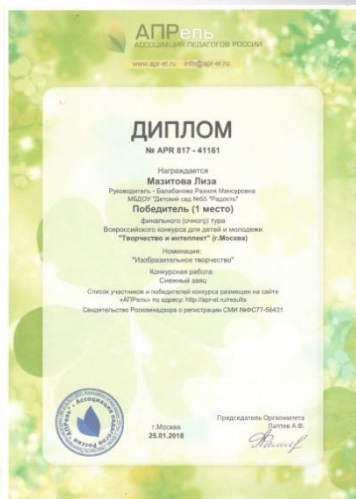 АПРель
АССОЦИАЦИЯ ПЕДАГОГОВ РОССИИ
www.apr-el.ru info@apr-el.ru
ДИПЛОМ
№ APR 817 - 41161
Награждается
Мазитова Лиза
Руководитель - Балабанова Разиля Мансуровна
МБДОУ "Детский сад №55 "Радость"
Победитель (1 место)
финального (очного) тура
Всероссийского конкурса для детей и молодежи
"Творчество и интеллект" (г.Москва)
Номинация:
"Изобразительное творчество"
Конкурсная работа:
Снежный заяц
Список участников и победителей конкурса размещен на сайте
«АПРель» по адресу: http://apr-el.ru/results
Свидетельство Роскомнадзора о регистрации СМИ №ФС77-56431
Председатель Оргкомитета
Лаптев А.Ф.
г.Москва
25.01.2018
"АПРель" - Ассоциация педагогов России